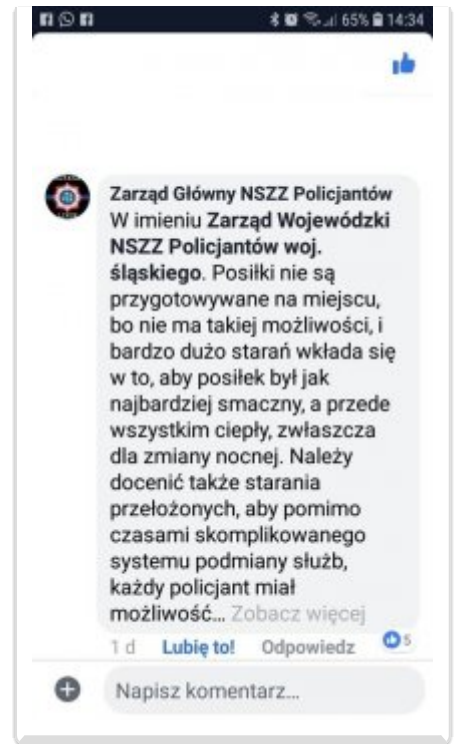 65% 14:34
Zarząd Główny NSZZ Policjantów
W imieniu Zarząd Wojewódzki
NSZZ Policjantów woj.
śląskiego. Posiłki nie są
przygotowywane na miejscu,
bo nie ma takiej możliwości, i
bardzo dużo starań wkłada się
w to, aby posiłek był jak
najbardziej smaczny, a przede
wszystkim ciepły, zwłaszcza
dla zmiany nocnej. Należy
docenić także starania
przełożonych, aby pomimo
czasami skomplikowanego
systemu podmiany służb,
każdy policjant miał
możliwość... Zobacz więcej
1 d Lubię to! Odpowiedz 5
Napisz komentarz...